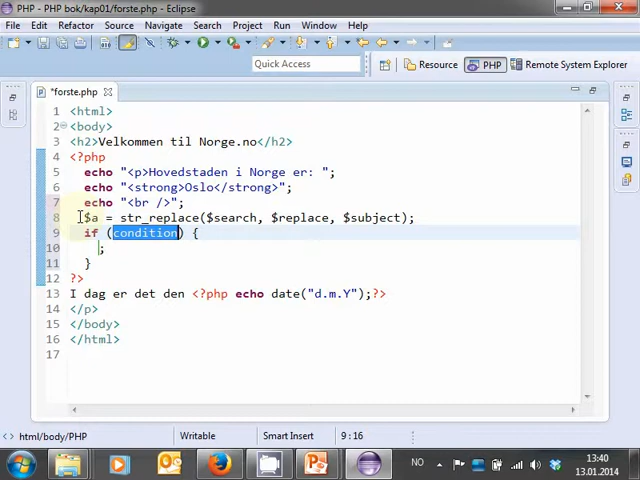 PHP - PHP bok/kap01/forste.php - Eclipse
File Edit Refactor Source Navigate Search Project Run Window Help
Quick Access
Resource PHP Remote System Explorer
*forste.php
1 <html>
2 <body>
3 <h2>Velkommen til Norge.no</h2>
4 <?php
5 echo "<p>Hovedstaden i Norge er: ";
6 echo "<strong>Oslo</strong>";
7 echo "<br />";
8 $a = str_replace($search, $replace, $subject);
9 if (condition) {
10 ;
11 }
12 ?>
13 I dag er det den <?php echo date("d.m.Y");?>
14 </p>
15 </body>
16 </html>
17
html/body/PHP Writable Smart Insert 9 : 16
NO 13:40
13.01.2014